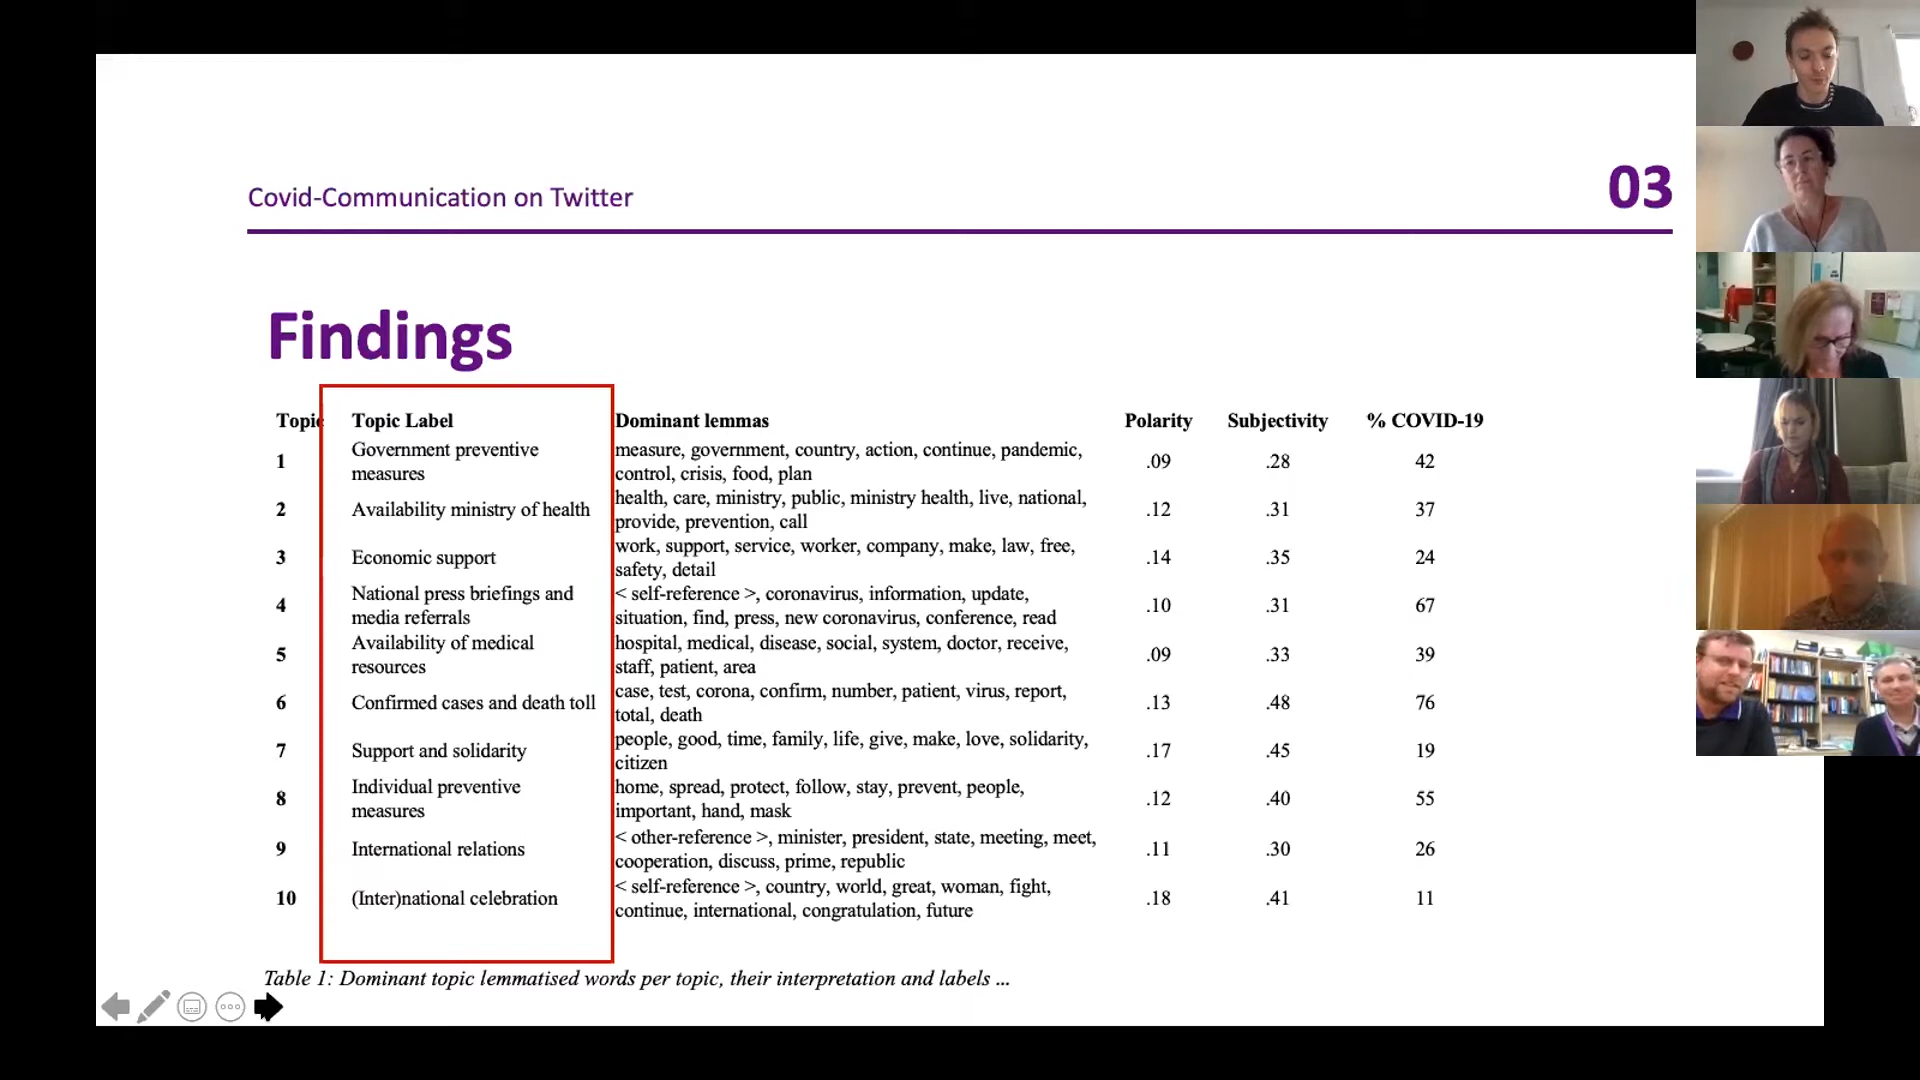 Covid-Communication on Twitter
03
Findings
Topic Topic Label Dominant lemmas Polarity Subjectivity % COVID-19
1 Government preventive measures measure, government, country, action, continue, pandemic, control, crisis, food, plan .09 .28 42
2 Availability ministry of health health, care, ministry, public, ministry health, live, national, provide, prevention, call .12 .31 37
3 Economic support work, support, service, worker, company, make, law, free, safety, detail .14 .35 24
4 National press briefings and media referrals < self-reference >, coronavirus, information, update, situation, find, press, new coronavirus, conference, read .10 .31 67
5 Availability of medical resources hospital, medical, disease, social, system, doctor, receive, staff, patient, area .09 .33 39
6 Confirmed cases and death toll case, test, corona, confirm, number, patient, virus, report, total, death .13 .48 76
7 Support and solidarity people, good, time, family, life, give, make, love, solidarity, citizen .17 .45 19
8 Individual preventive measures home, spread, protect, follow, stay, prevent, people, important, hand, mask .12 .40 55
9 International relations < other-reference >, minister, president, state, meeting, meet, cooperation, discuss, prime, republic .11 .30 26
10 (Inter)national celebration < self-reference >, country, world, great, woman, fight, continue, international, congratulation, future .18 .41 11
Table 1: Dominant topic lemmatised words per topic, their interpretation and labels ...